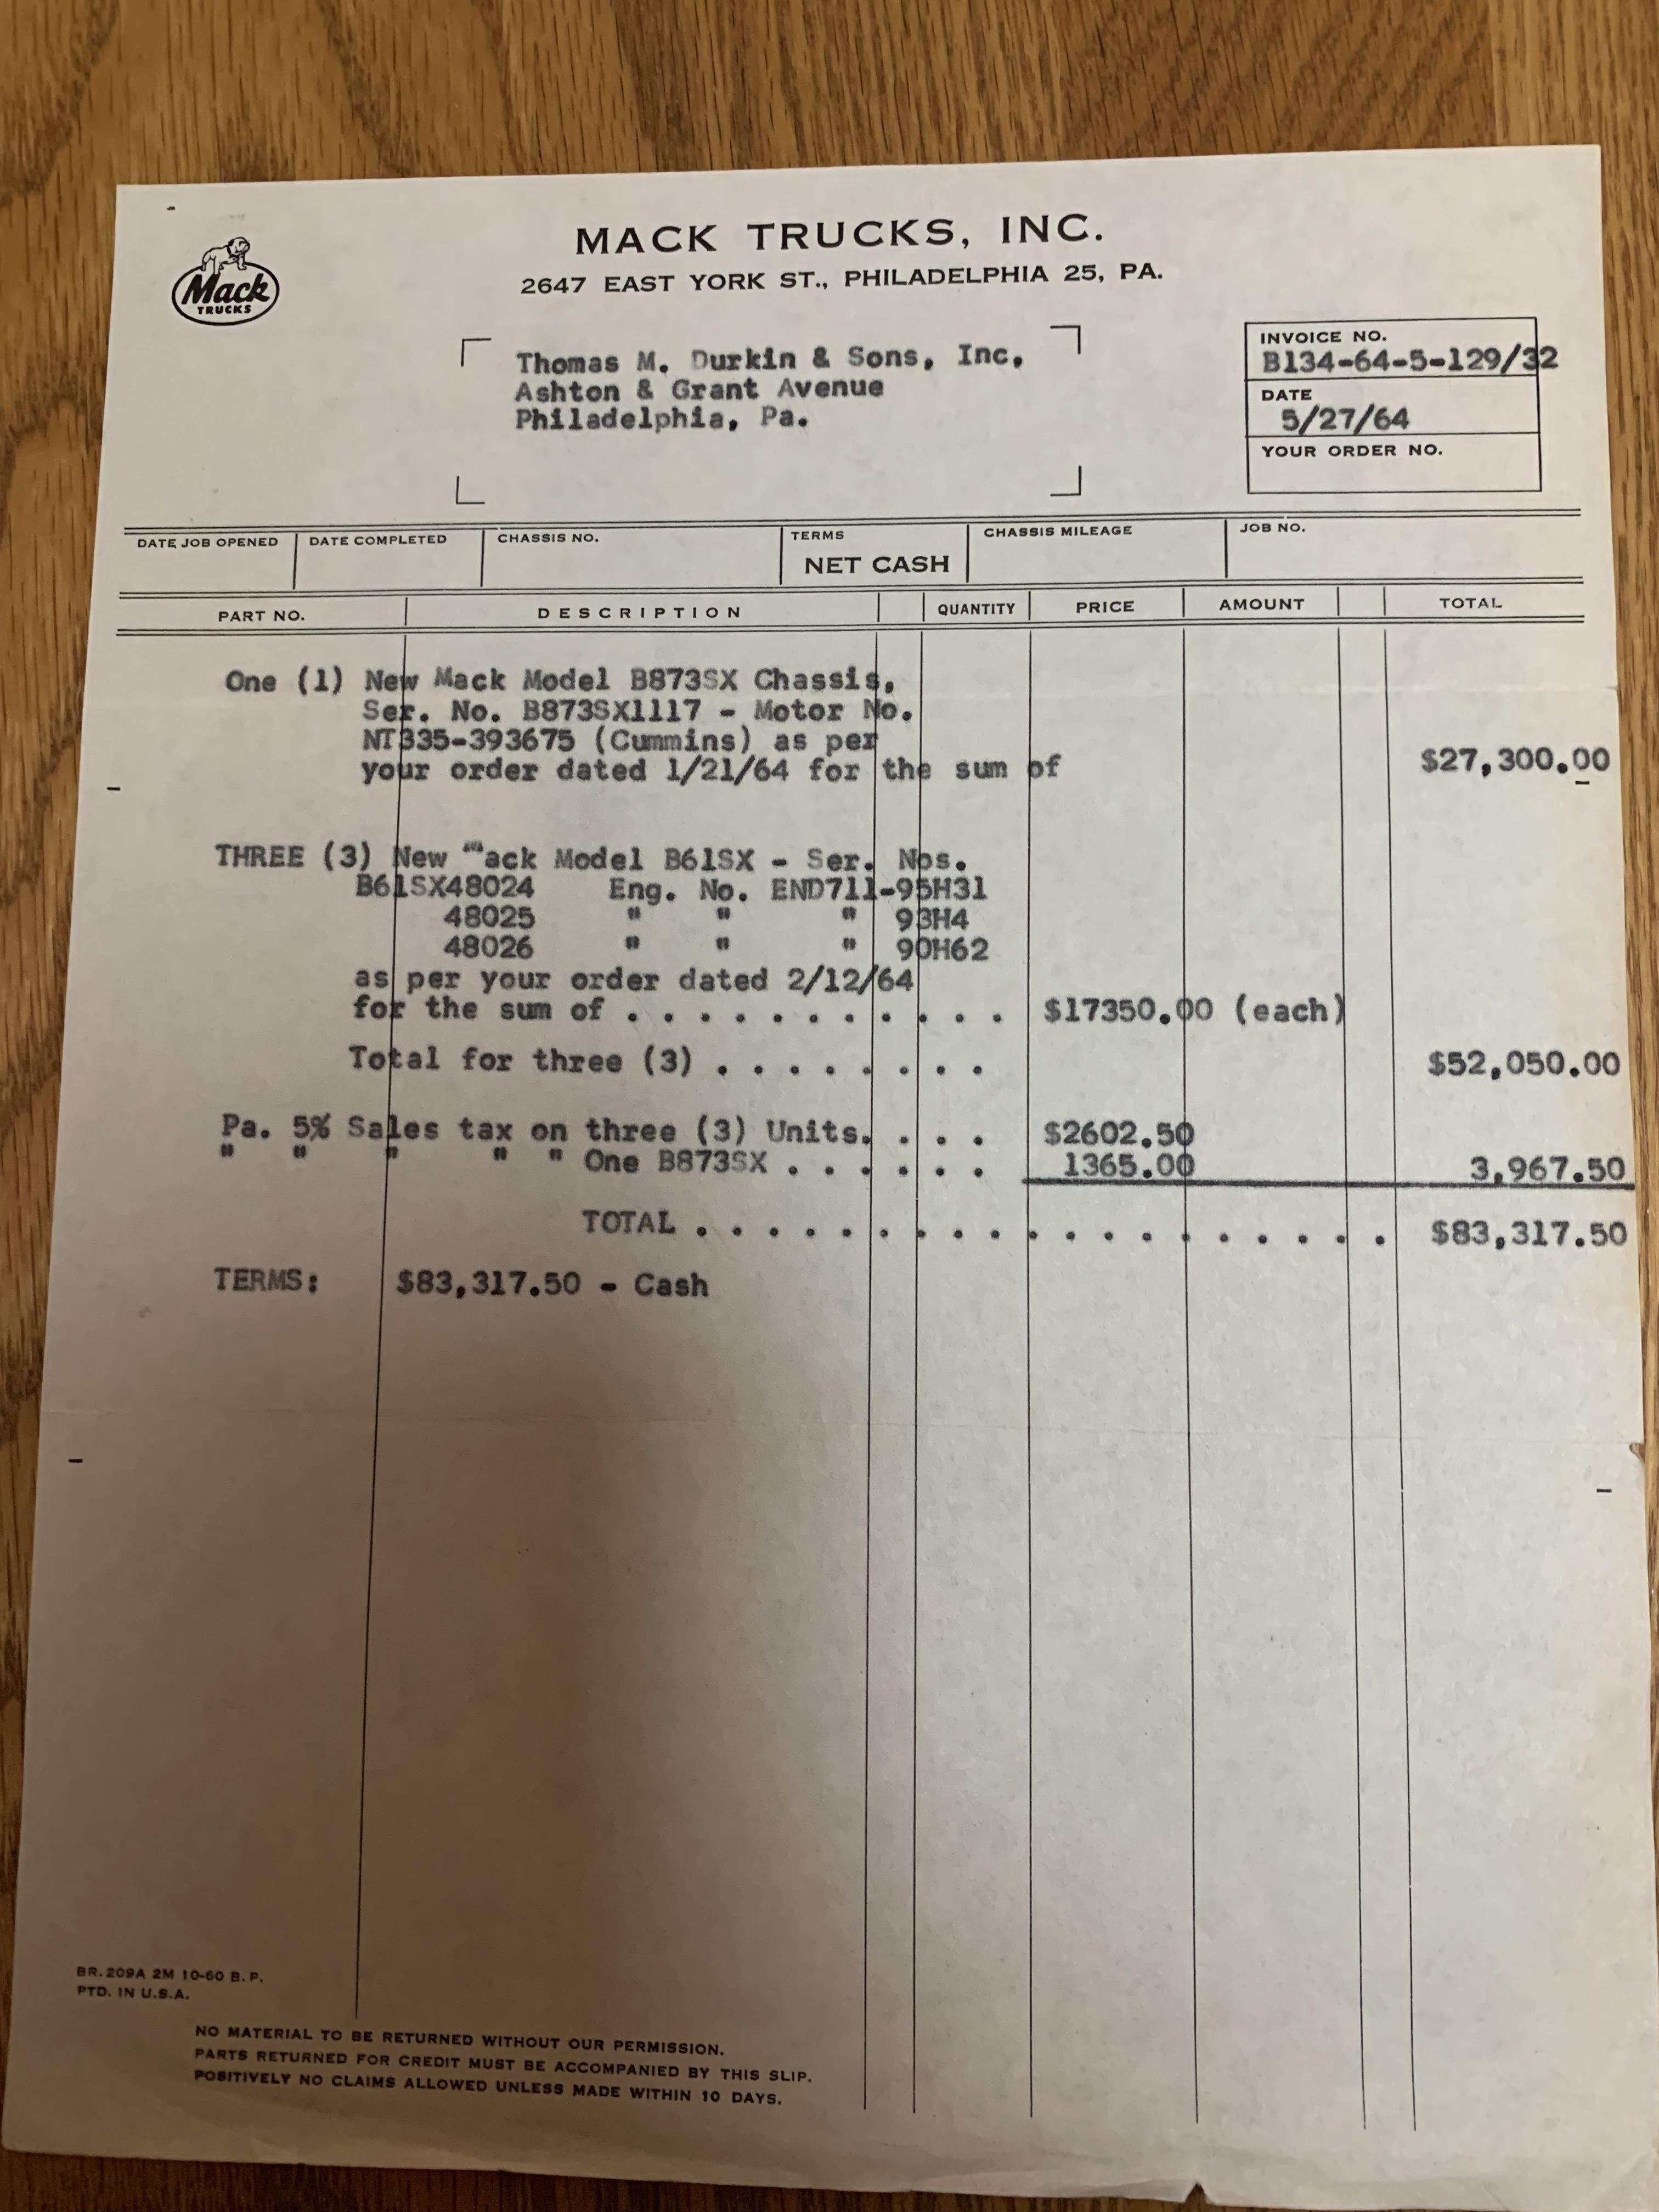 Mack
TRUCKS
MACK TRUCKS, INC.
2647 EAST YORK ST., PHILADELPHIA 25, PA.
Thomas M. Durkin & Sons, Inc.
Ashton & Grant Avenue
Philadelphia, Pa.
INVOICE NO.
B134-64-5-129/32
DATE
5/27/64
YOUR ORDER NO.
DATE JOB OPENED DATE COMPLETED CHASSIS NO. TERMS CHASSIS MILEAGE JOB NO.
NET CASH
PART NO. DESCRIPTION QUANTITY PRICE AMOUNT TOTAL
One (1) New Mack Model B873SX Chassis,
Ser. No. B873SX1117 - Motor No.
NT335-393675 (Cummins) as per
your order dated 1/21/64 for the sum of $27,300.00
THREE (3) New "ack Model B61SX - Ser. Nos.
B61SX48024 Eng. No. END711-95H31
48025 " " " 93H4
48026 " " " 90H62
as per your order dated 2/12/64
for the sum of . . . . . . . . . . . $17350.00 (each)
Total for three (3) . . . . . . . . $52,050.00
Pa. 5% Sales tax on three (3) Units. . . . $2602.50
" " " " " One B873SX . . . . . . 1365.00 3,967.50
TOTAL . . . . . . . . . . . . . . . . . . . $83,317.50
TERMS: $83,317.50 - Cash
BR. 209A 2M 10-60 B. P.
PTD. IN U.S.A.
NO MATERIAL TO BE RETURNED WITHOUT OUR PERMISSION.
PARTS RETURNED FOR CREDIT MUST BE ACCOMPANIED BY THIS SLIP.
POSITIVELY NO CLAIMS ALLOWED UNLESS MADE WITHIN 10 DAYS.